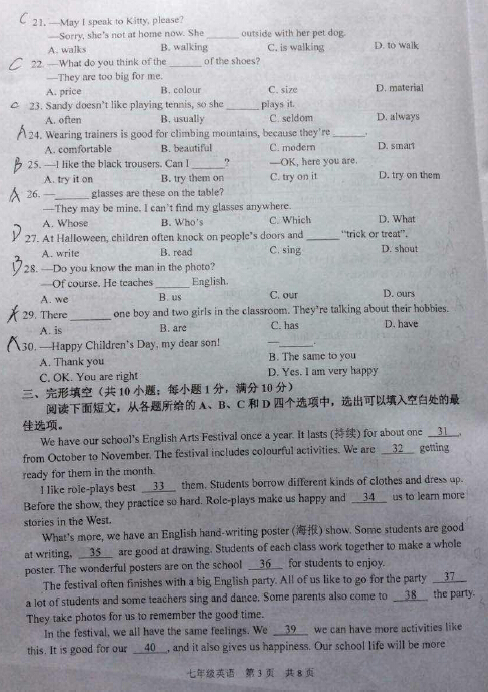 C 21. —May I speak to Kitty, please?
—Sorry, she's not at home now. She ______ outside with her pet dog.
A. walks B. walking C. is walking D. to walk
C 22. —What do you think of the ______ of the shoes?
—They are too big for me.
A. price B. colour C. size D. material
C 23. Sandy doesn't like playing tennis, so she ______ plays it.
A. often B. usually C. seldom D. always
A 24. Wearing trainers is good for climbing mountains, because they're ______.
A. comfortable B. beautiful C. modern D. smart
B 25. —I like the black trousers. Can I ______? —OK, here you are.
A. try it on B. try them on C. try on it D. try on them
A 26. —______ glasses are these on the table?
—They may be mine. I can't find my glasses anywhere.
A. Whose B. Who's C. Which D. What
D 27. At Halloween, children often knock on people's doors and ______ "trick or treat".
A. write B. read C. sing D. shout
B 28. —Do you know the man in the photo?
—Of course. He teaches ______ English.
A. we B. us C. our D. ours
A 29. There ______ one boy and two girls in the classroom. They're talking about their hobbies.
A. is B. are C. has D. have
A 30. —Happy Children's Day, my dear son! —______.
A. Thank you B. The same to you
C. OK. You are right D. Yes. I am very happy
三、完形填空（共 10 小题；每小题 1 分，满分 10 分）
阅读下面短文，从各题所给的 A、B、C 和 D 四个选项中，选出可以填入空白处的最
佳选项。
We have our school's English Arts Festival once a year. It lasts (持续) for about one 31 ,
from October to November. The festival includes colourful activities. We are 32 getting
ready for them in the month.
I like role-plays best 33 them. Students borrow different kinds of clothes and dress up.
Before the show, they practice so hard. Role-plays make us happy and 34 us to learn more
stories in the West.
What's more, we have an English hand-writing poster (海报) show. Some students are good
at writing, 35 are good at drawing. Students of each class work together to make a whole
poster. The wonderful posters are on the school 36 for students to enjoy.
The festival often finishes with a big English party. All of us like to go for the party 37
a lot of students and some teachers sing and dance. Some parents also come to 38 the party.
They take photos for us to remember the good time.
In the festival, we all have the same feelings. We 39 we can have more activities like
this. It is good for our 40 , and it also gives us happiness. Our school life will be more
七年级英语 第 3 页 共 8 页